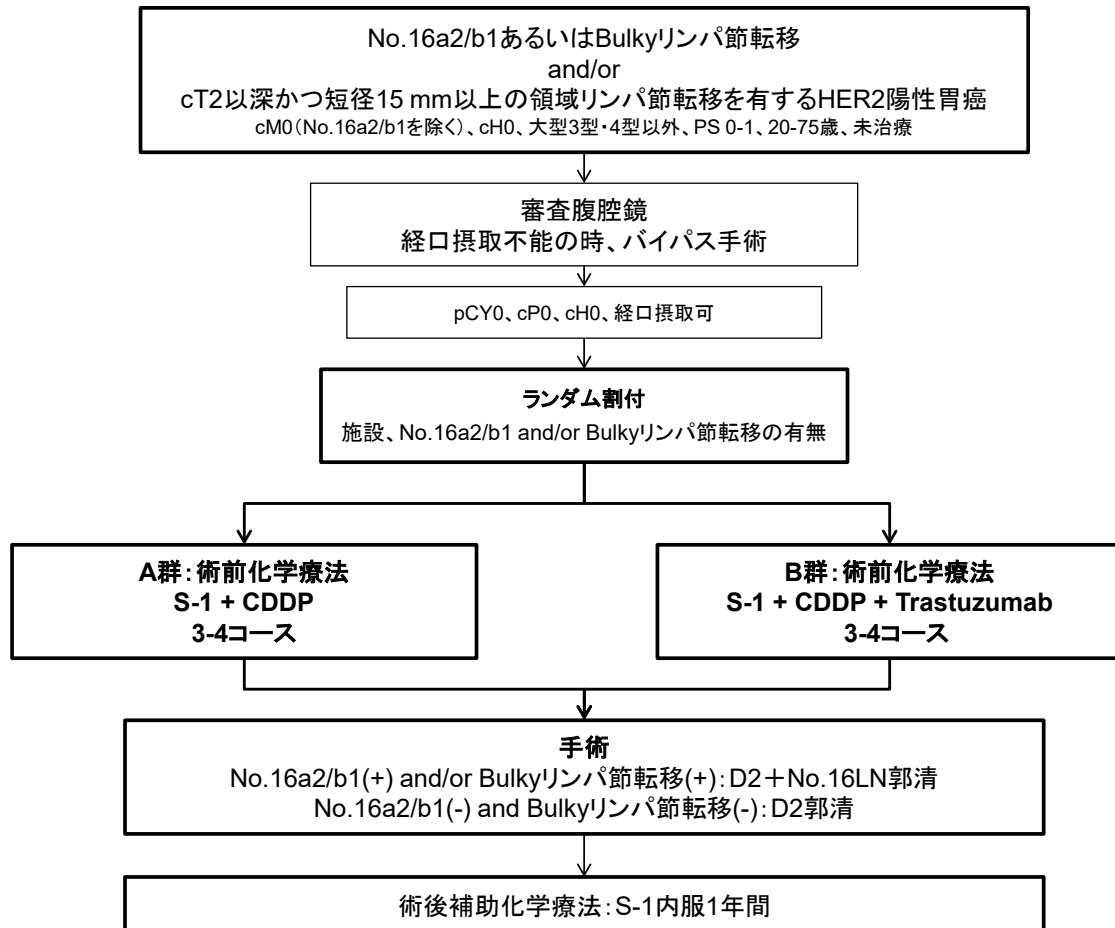 No.16a2/b1あるいはBulkyリンパ節転移
and/or
cT2以深かつ短径15 mm以上の領域リンパ節転移を有するHER2陽性胃癌
cM0（No.16a2/b1を除く）、cH0、大型3型・4型以外、PS 0-1、20-75歳、未治療
審査腹腔鏡
経口摂取不能の時、バイパス手術
pCY0、cP0、cH0、経口摂取可
ランダム割付
施設、No.16a2/b1 and/or Bulkyリンパ節転移の有無
A群：術前化学療法
S-1 + CDDP
3-4コース
B群：術前化学療法
S-1 + CDDP + Trastuzumab
3-4コース
手術
No.16a2/b1(+) and/or Bulkyリンパ節転移(+)：D2＋No.16LN郭清
No.16a2/b1(-) and Bulkyリンパ節転移(-)：D2郭清
術後補助化学療法：S-1内服1年間